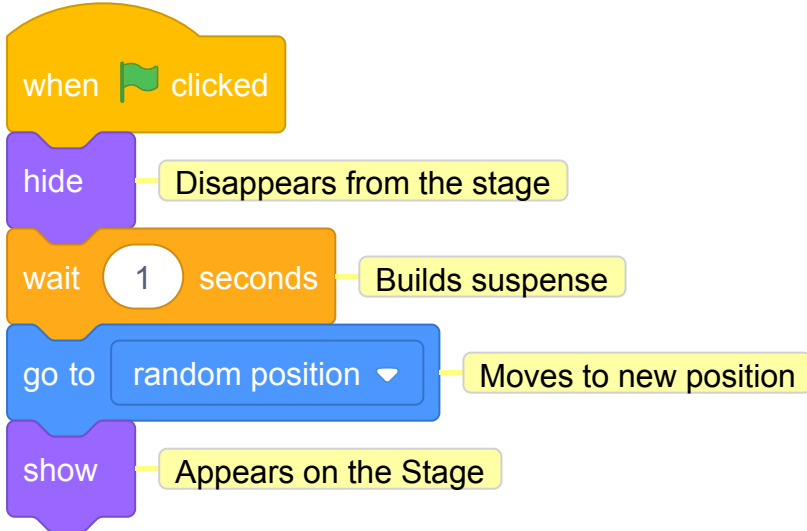 when clicked
hide Disappears from the stage
wait 1 seconds Builds suspense
go to random position Moves to new position
show Appears on the Stage